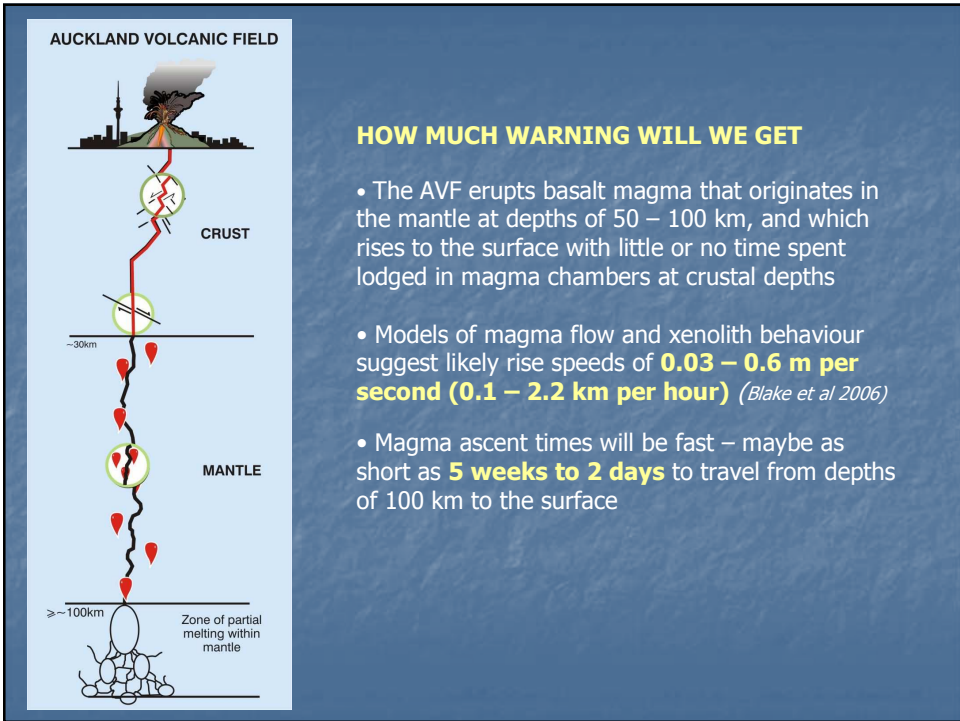 AUCKLAND VOLCANIC FIELD
CRUST
~30km
MANTLE
⩾~100km
Zone of partial
melting within
mantle
HOW MUCH WARNING WILL WE GET
• The AVF erupts basalt magma that originates in
the mantle at depths of 50 – 100 km, and which
rises to the surface with little or no time spent
lodged in magma chambers at crustal depths
• Models of magma flow and xenolith behaviour
suggest likely rise speeds of 0.03 – 0.6 m per
second (0.1 – 2.2 km per hour) (Blake et al 2006)
• Magma ascent times will be fast – maybe as
short as 5 weeks to 2 days to travel from depths
of 100 km to the surface